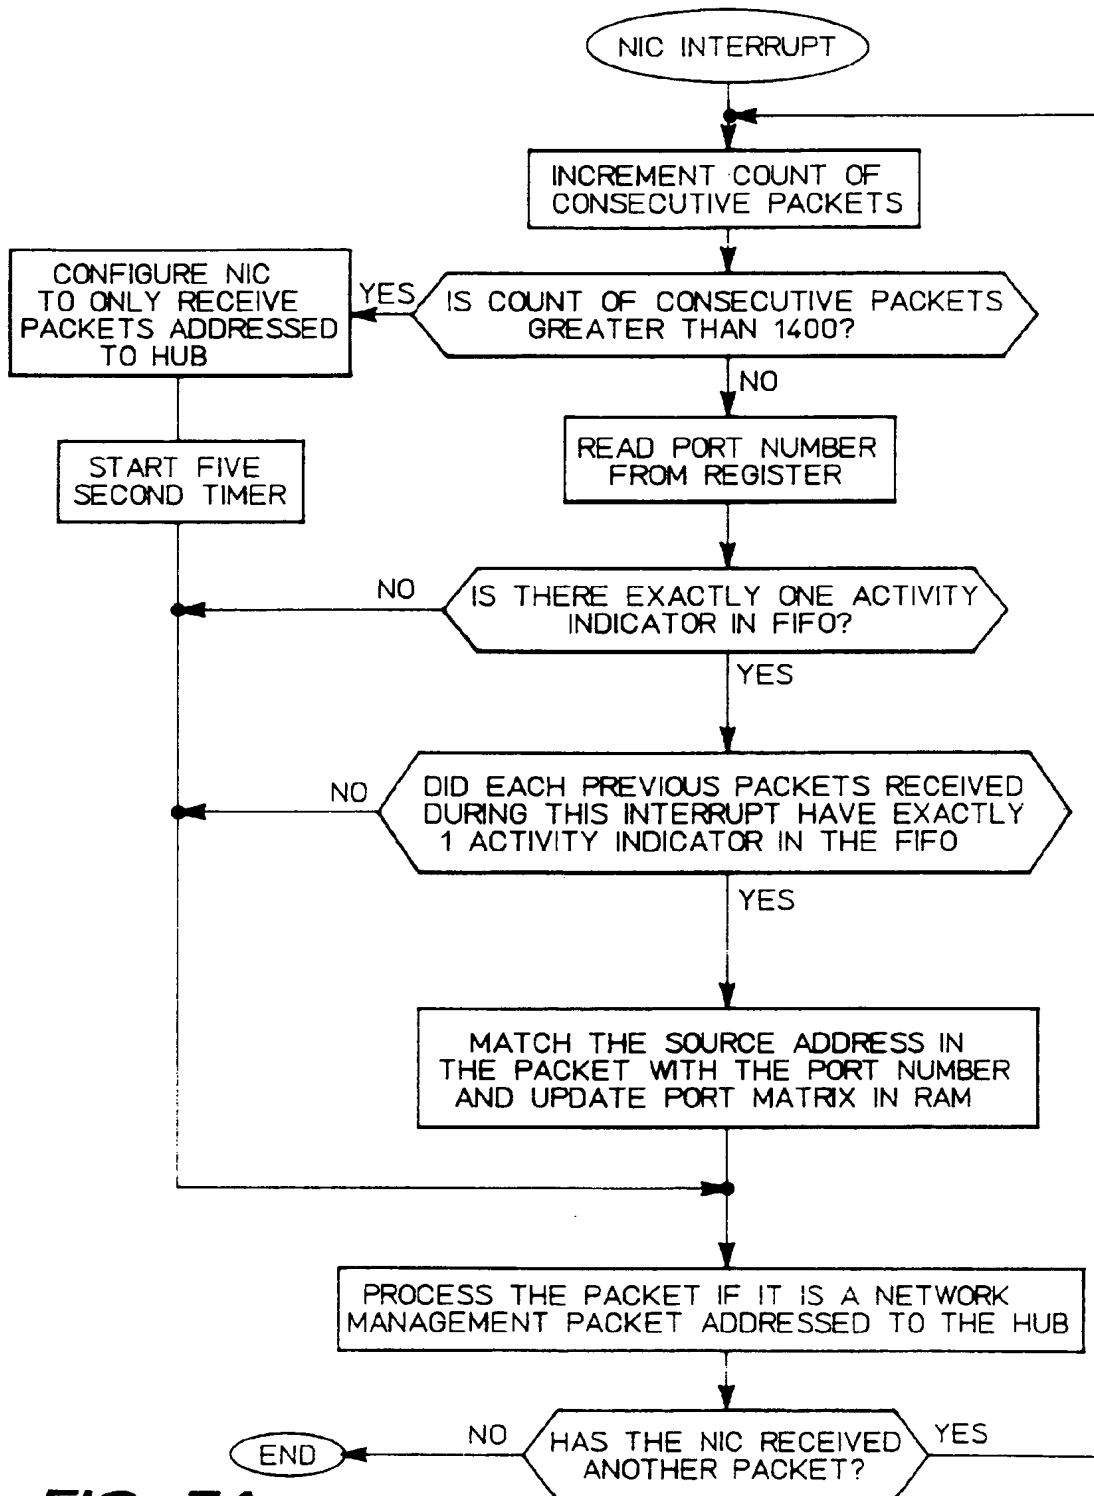 NIC INTERRUPT
INCREMENT COUNT OF
CONSECUTIVE PACKETS
CONFIGURE NIC
TO ONLY RECEIVE
PACKETS ADDRESSED
TO HUB
YES
IS COUNT OF CONSECUTIVE PACKETS
GREATER THAN 1400?
NO
START FIVE
SECOND TIMER
READ PORT NUMBER
FROM REGISTER
NO
IS THERE EXACTLY ONE ACTIVITY
INDICATOR IN FIFO?
YES
NO
DID EACH PREVIOUS PACKETS RECEIVED
DURING THIS INTERRUPT HAVE EXACTLY
1 ACTIVITY INDICATOR IN THE FIFO
YES
MATCH THE SOURCE ADDRESS IN
THE PACKET WITH THE PORT NUMBER
AND UPDATE PORT MATRIX IN RAM
PROCESS THE PACKET IF IT IS A NETWORK
MANAGEMENT PACKET ADDRESSED TO THE HUB
END
NO
HAS THE NIC RECEIVED
ANOTHER PACKET?
YES